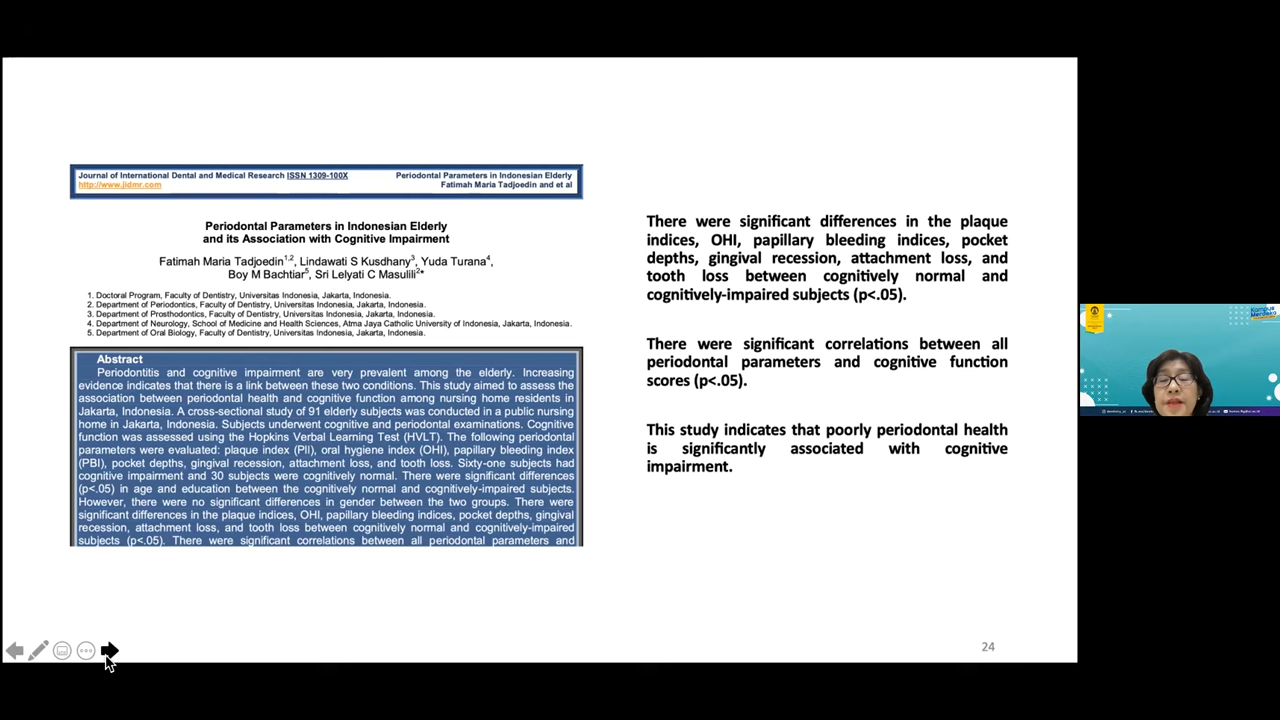 Journal of International Dental and Medical Research ISSN 1309-100X
http://www.jidmr.com
Periodontal Parameters in Indonesian Elderly
Fatimah Maria Tadjoedin and et al
Periodontal Parameters in Indonesian Elderly
and its Association with Cognitive Impairment
Fatimah Maria Tadjoedin1,2, Lindawati S Kusdhany3, Yuda Turana4,
Boy M Bachtiar5, Sri Lelyati C Masulili2*
1. Doctoral Program, Faculty of Dentistry, Universitas Indonesia, Jakarta, Indonesia.
2. Department of Periodontics, Faculty of Dentistry, Universitas Indonesia, Jakarta, Indonesia.
3. Department of Prosthodontics, Faculty of Dentistry, Universitas Indonesia, Jakarta, Indonesia.
4. Department of Neurology, School of Medicine and Health Sciences, Atma Jaya Catholic University of Indonesia, Jakarta, Indonesia.
5. Department of Oral Biology, Faculty of Dentistry, Universitas Indonesia, Jakarta, Indonesia.
Abstract
Periodontitis and cognitive impairment are very prevalent among the elderly. Increasing
evidence indicates that there is a link between these two conditions. This study aimed to assess the
association between periodontal health and cognitive function among nursing home residents in
Jakarta, Indonesia. A cross-sectional study of 91 elderly subjects was conducted in a public nursing
home in Jakarta, Indonesia. Subjects underwent cognitive and periodontal examinations. Cognitive
function was assessed using the Hopkins Verbal Learning Test (HVLT). The following periodontal
parameters were evaluated: plaque index (PlI), oral hygiene index (OHI), papillary bleeding index
(PBI), pocket depths, gingival recession, attachment loss, and tooth loss. Sixty-one subjects had
cognitive impairment and 30 subjects were cognitively normal. There were significant differences
(p<.05) in age and education between the cognitively normal and cognitively-impaired subjects.
However, there were no significant differences in gender between the two groups. There were
significant differences in the plaque index, OHI, papillary bleeding index, pocket depths, gingival
recession, attachment loss, and tooth loss between cognitively normal and cognitively-impaired
subjects (p<.05). There were significant correlations between all periodontal parameters and
There were significant differences in the plaque
indices, OHI, papillary bleeding indices, pocket
depths, gingival recession, attachment loss, and
tooth loss between cognitively normal and
cognitively-impaired subjects (p<.05).
There were significant correlations between all
periodontal parameters and cognitive function
scores (p<.05).
This study indicates that poorly periodontal health
is significantly associated with cognitive
impairment.
24
Kampus
Merdeka